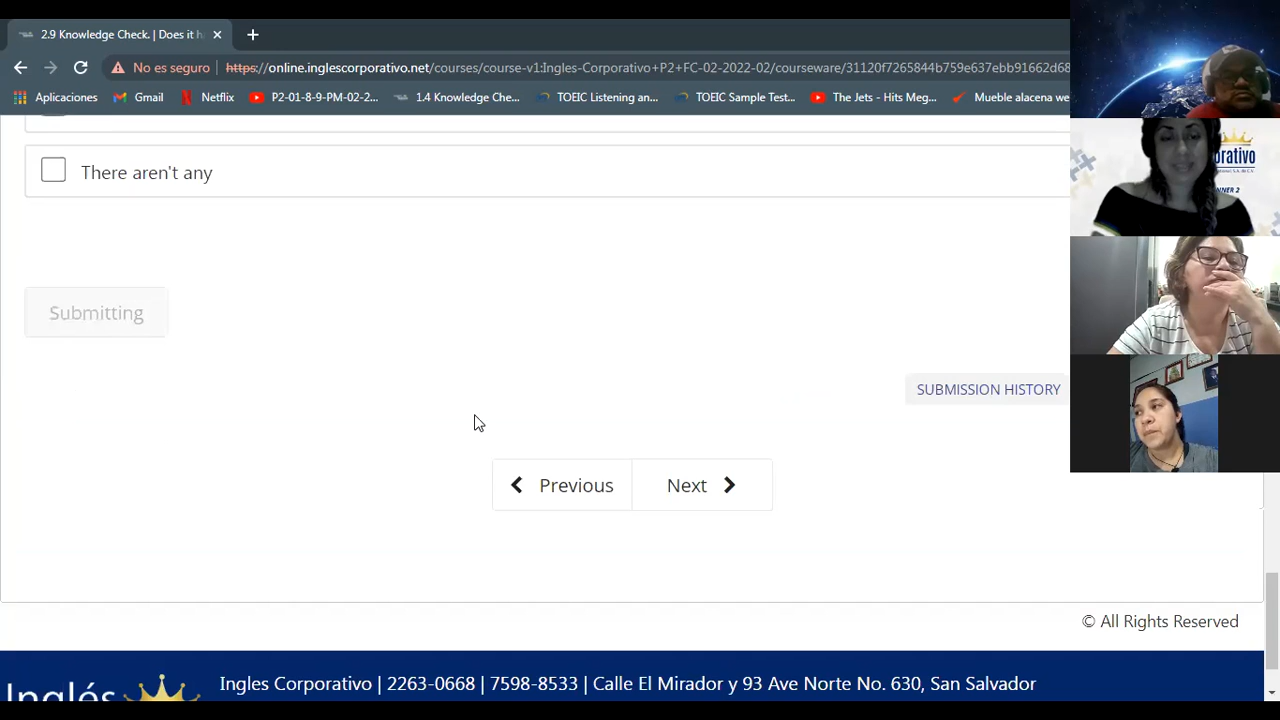 2.9 Knowledge Check. | Does it h
No es seguro | https://online.inglescorporativo.net/courses/course-v1:Ingles-Corporativo+P2+FC-02-2022-02/courseware/31120f7265844b759e637ebb91662d68
Aplicaciones Gmail Netflix P2-01-8-9-PM-02-2... 1.4 Knowledge Che... TOEIC Listening an... TOEIC Sample Test... The Jets - Hits Meg... Mueble alacena we
There aren't any
Submitting
SUBMISSION HISTORY
Previous Next
© All Rights Reserved
Inglés
Ingles Corporativo | 2263-0668 | 7598-8533 | Calle El Mirador y 93 Ave Norte No. 630, San Salvador